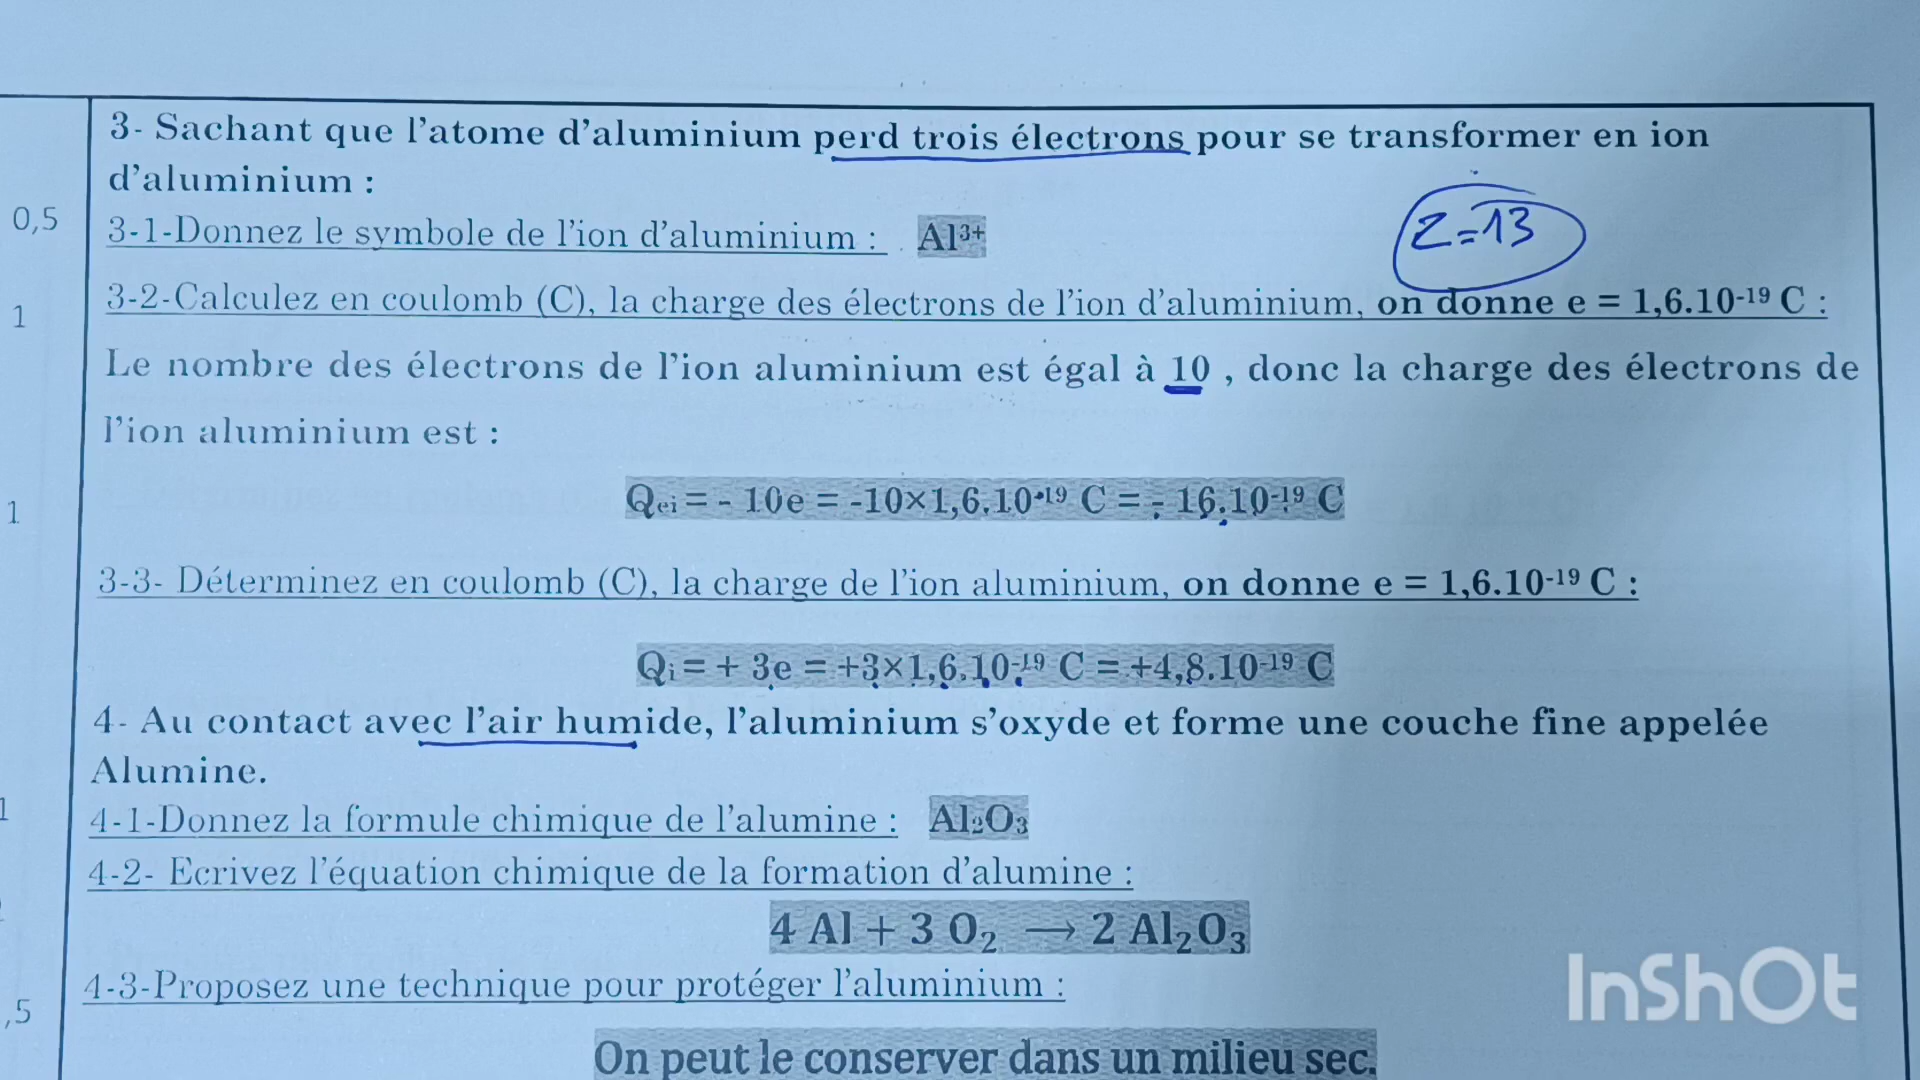 3- Sachant que l'atome d'aluminium perd trois électrons pour se transformer en ion
d'aluminium :
0,5
3-1-Donnez le symbole de l'ion d'aluminium : Al³⁺
Z=13
3-2-Calculez en coulomb (C), la charge des électrons de l'ion d'aluminium, on donne e = 1,6.10⁻¹⁹ C :
1
Le nombre des électrons de l'ion aluminium est égal à 10 , donc la charge des électrons de
l'ion aluminium est :
1
Qₑᵢ = - 10e = -10×1,6.10⁻¹⁹ C = - 16.10⁻¹⁹ C
3-3- Déterminez en coulomb (C), la charge de l'ion aluminium, on donne e = 1,6.10⁻¹⁹ C :
Qᵢ = + 3e = +3×1,6.10⁻¹⁹ C = +4,8.10⁻¹⁹ C
4- Au contact avec l'air humide, l'aluminium s'oxyde et forme une couche fine appelée
Alumine.
1
4-1-Donnez la formule chimique de l'alumine : Al₂O₃
4-2- Ecrivez l'équation chimique de la formation d'alumine :
4 Al + 3 O₂ → 2 Al₂O₃
4-3-Proposez une technique pour protéger l'aluminium :
,5
On peut le conserver dans un milieu sec.
InShOt